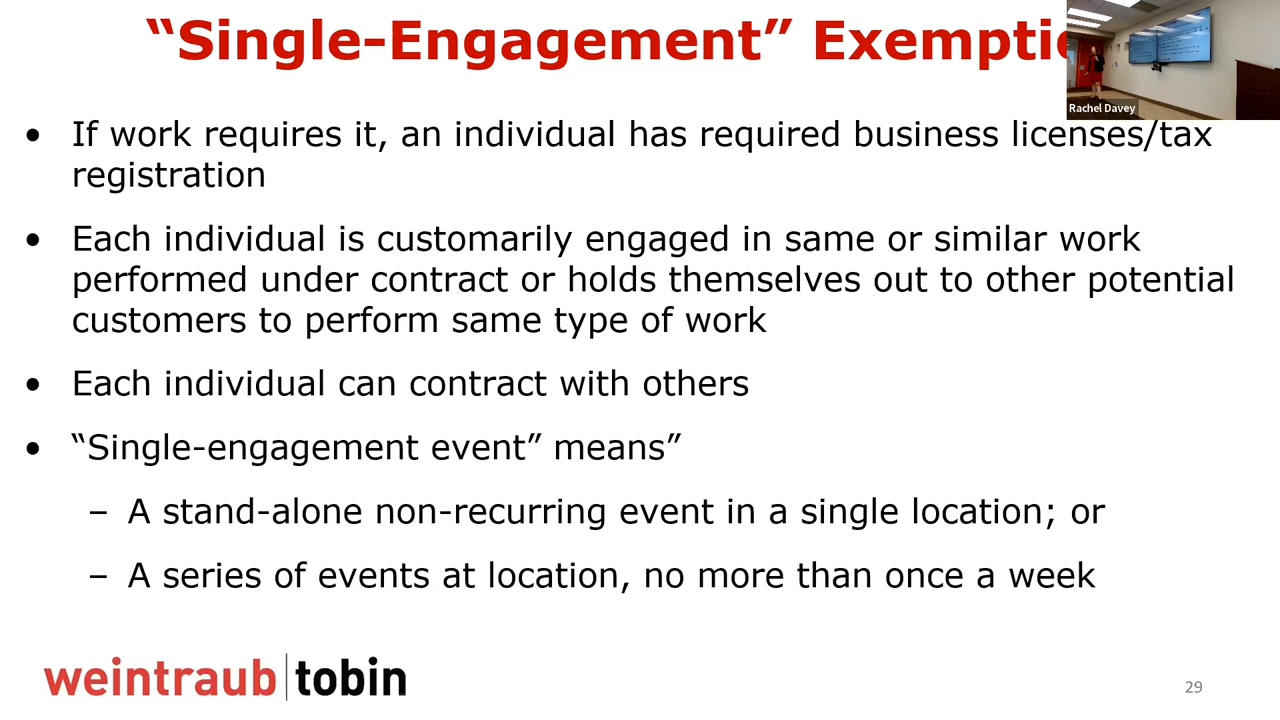 “Single-Engagement” Exemptio
Rachel Davey
• If work requires it, an individual has required business licenses/tax
registration
• Each individual is customarily engaged in same or similar work
performed under contract or holds themselves out to other potential
customers to perform same type of work
• Each individual can contract with others
• “Single-engagement event” means”
– A stand-alone non-recurring event in a single location; or
– A series of events at location, no more than once a week
weintraub|tobin
29